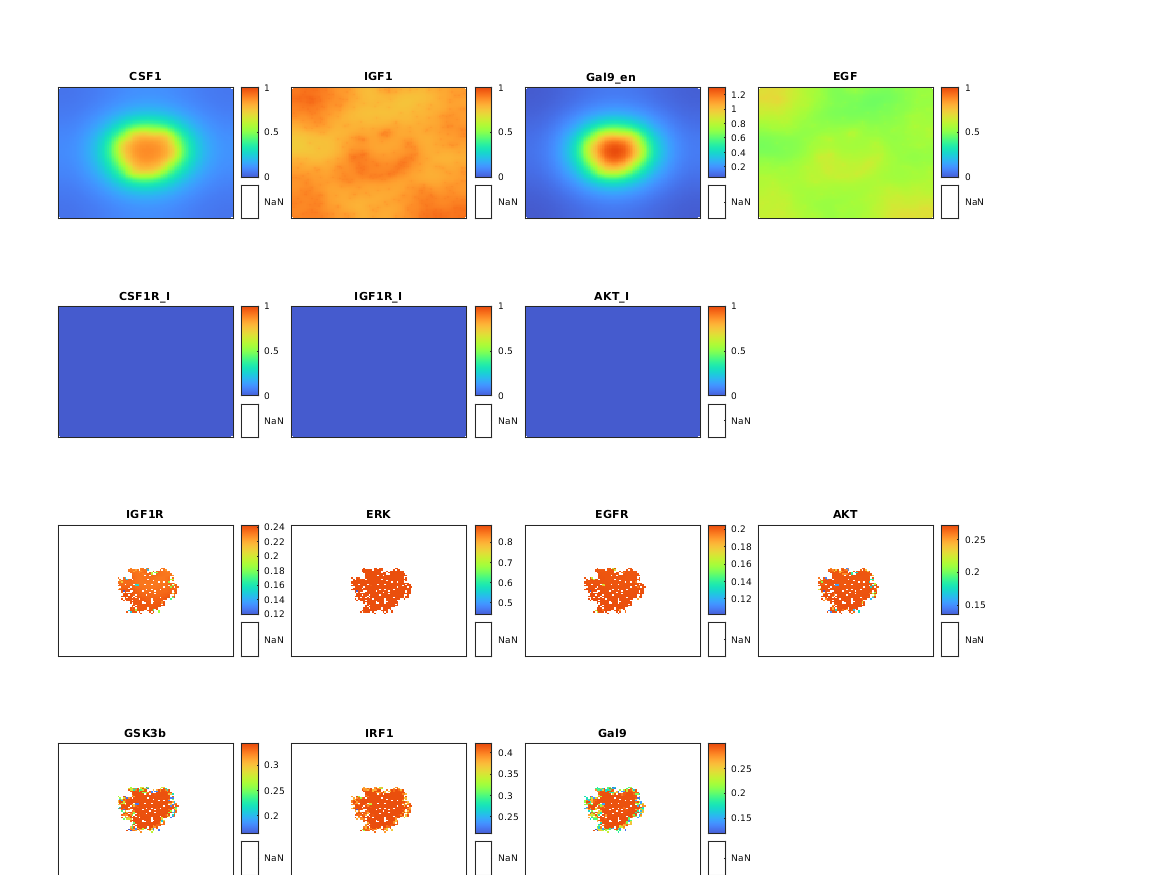 CSF1 IGF1 Gal9_en EGF
1 1 1.2 1
1
0.8
0.5 0.5 0.6 0.5
0.4
0.2
0 0 0
NaN NaN NaN NaN
CSF1R_I IGF1R_I AKT_I
1 1 1
0.5 0.5 0.5
0 0 0
NaN NaN NaN
IGF1R ERK EGFR AKT
0.24 0.2
0.22 0.8 0.18 0.25
0.2 0.7 0.16
0.18 0.2
0.16 0.6 0.14
0.14 0.5 0.12 0.15
0.12
NaN NaN NaN NaN
GSK3b IRF1 Gal9
0.4
0.3 0.35 0.25
0.25 0.3 0.2
0.2 0.25 0.15
NaN NaN NaN